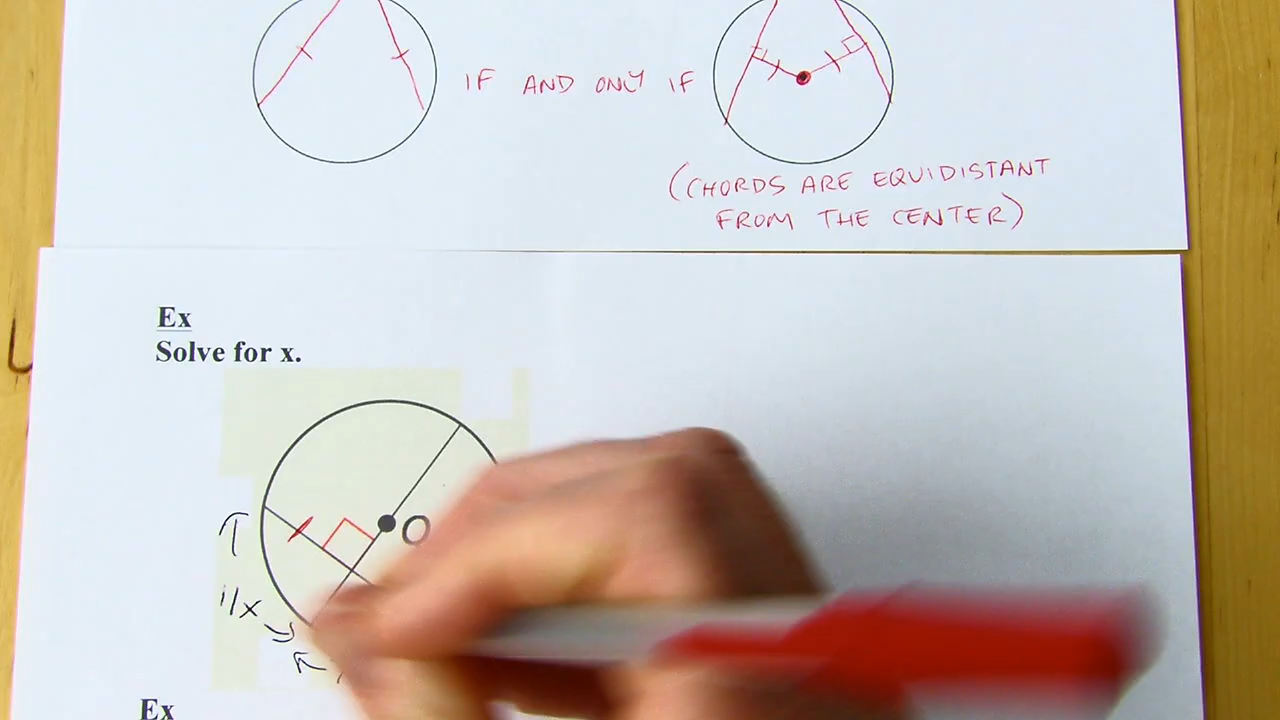 IF AND ONLY IF
(CHORDS ARE EQUIDISTANT
FROM THE CENTER)
Ex
Solve for x.
O
11x
Ex